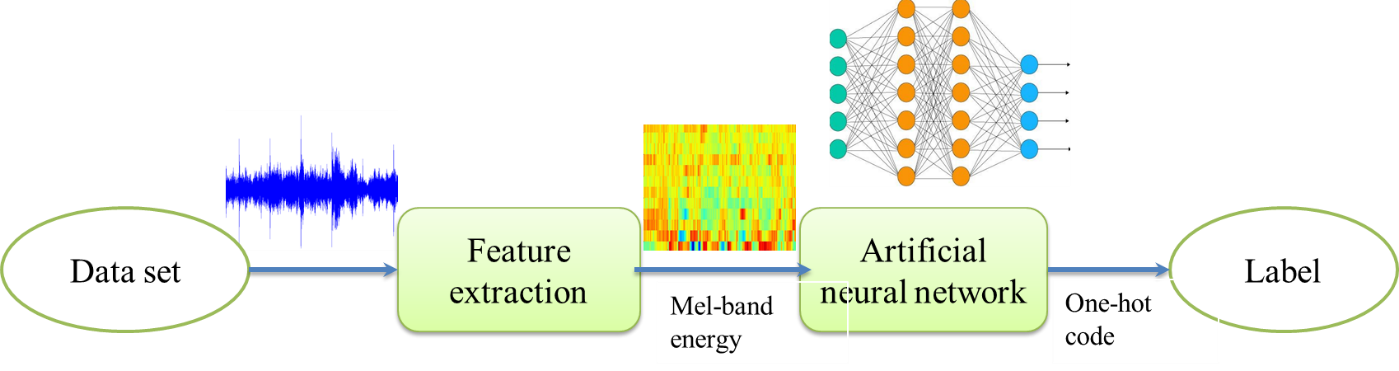 Data set
Feature
extraction
Mel-band
energy
Artificial
neural network
One-hot
code
Label